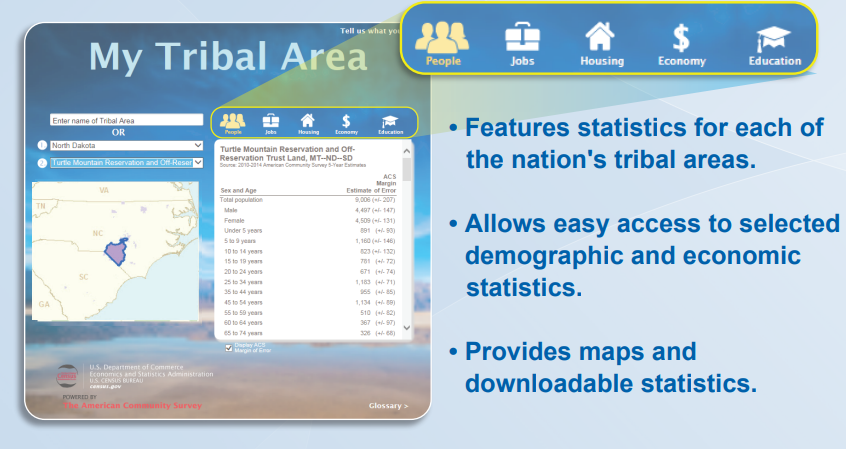 Tell us what you
My Tribal Area
People
Jobs
Housing
Economy
Education
Enter name of Tribal Area
OR
1 North Dakota
2 Turtle Mountain Reservation and Off-Reser
VA
TN
NC
SC
GA
People
Jobs
Housing
Economy
Education
Turtle Mountain Reservation and Off-
Reservation Trust Land, MT--ND--SD
Source: 2010-2014 American Community Survey 5-Year Estimates
ACS
Margin
Sex and Age Estimate of Error
Total population 9,006 (+/- 207)
Male 4,497 (+/- 147)
Female 4,509 (+/- 131)
Under 5 years 891 (+/- 93)
5 to 9 years 1,160 (+/- 146)
10 to 14 years 823 (+/- 132)
15 to 19 years 781 (+/- 72)
20 to 24 years 671 (+/- 74)
25 to 34 years 1,183 (+/- 71)
35 to 44 years 955 (+/- 85)
45 to 54 years 1,134 (+/- 89)
55 to 59 years 510 (+/- 82)
60 to 64 years 367 (+/- 97)
65 to 74 years 326 (+/- 66)
Display ACS
Margin of Error
U.S. Department of Commerce
Economics and Statistics Administration
U.S. CENSUS BUREAU
census.gov
POWERED BY
The American Community Survey
Glossary >
• Features statistics for each of
the nation's tribal areas.
• Allows easy access to selected
demographic and economic
statistics.
• Provides maps and
downloadable statistics.